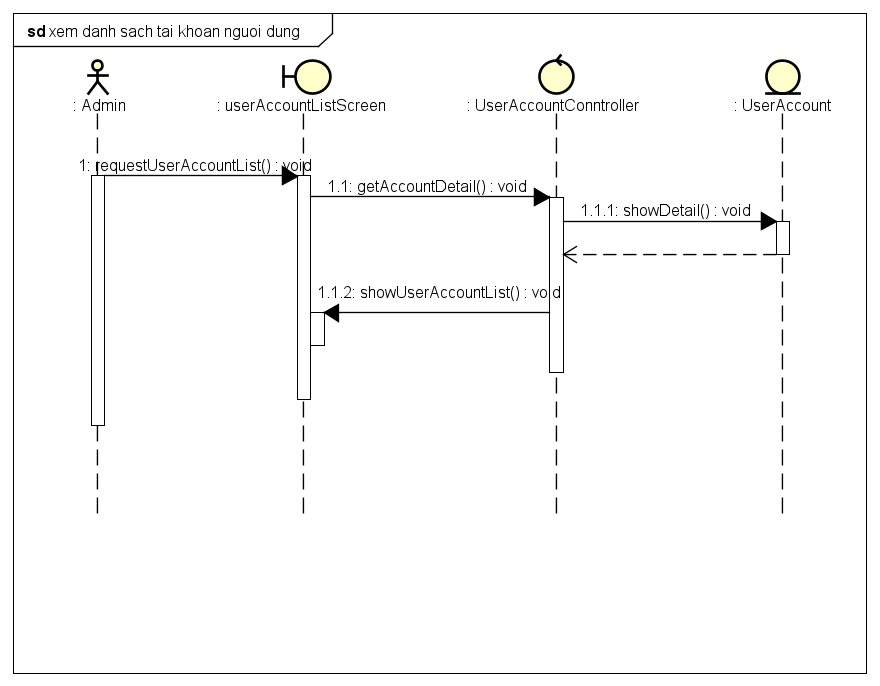 sd xem danh sach tai khoan nguoi dung
: Admin
: userAccountListScreen
: UserAccountConntroller
: UserAccount
1: requestUserAccountList() : void
1.1: getAccountDetail() : void
1.1.1: showDetail() : void
1.1.2: showUserAccountList() : void